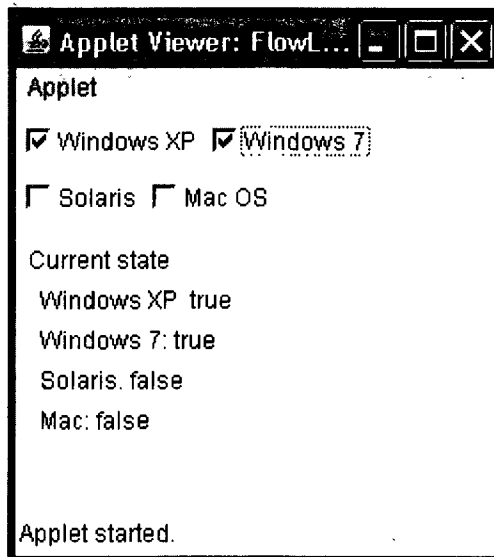 Applet Viewer: FlowL...
Applet
Windows XP Windows 7
Solaris Mac OS
Current state
Windows XP true
Windows 7: true
Solaris. false
Mac: false
Applet started.